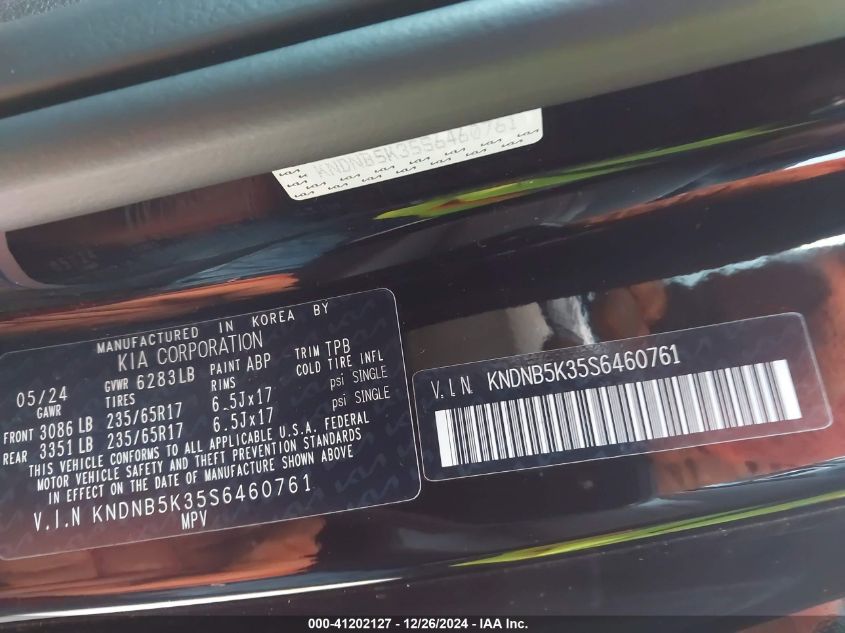 KNDNB5K35S6460761
MANUFACTURED IN KOREA BY
KIA CORPORATION
05/24 GVWR 6283LB PAINT ABP TRIM TPB
GAWR TIRES RIMS COLD TIRE INFL
FRONT 3086 LB 235/65R17 6.5Jx17 psi SINGLE
REAR 3351 LB 235/65R17 6.5Jx17 psi SINGLE
THIS VEHICLE CONFORMS TO ALL APPLICABLE U.S.A. FEDERAL
MOTOR VEHICLE SAFETY AND THEFT PREVENTION STANDARDS
IN EFFECT ON THE DATE OF MANUFACTURE SHOWN ABOVE
V.I.N KNDNB5K35S6460761
MPV
V.I.N. KNDNB5K35S6460761
000-41202127 - 12/26/2024 - IAA Inc.